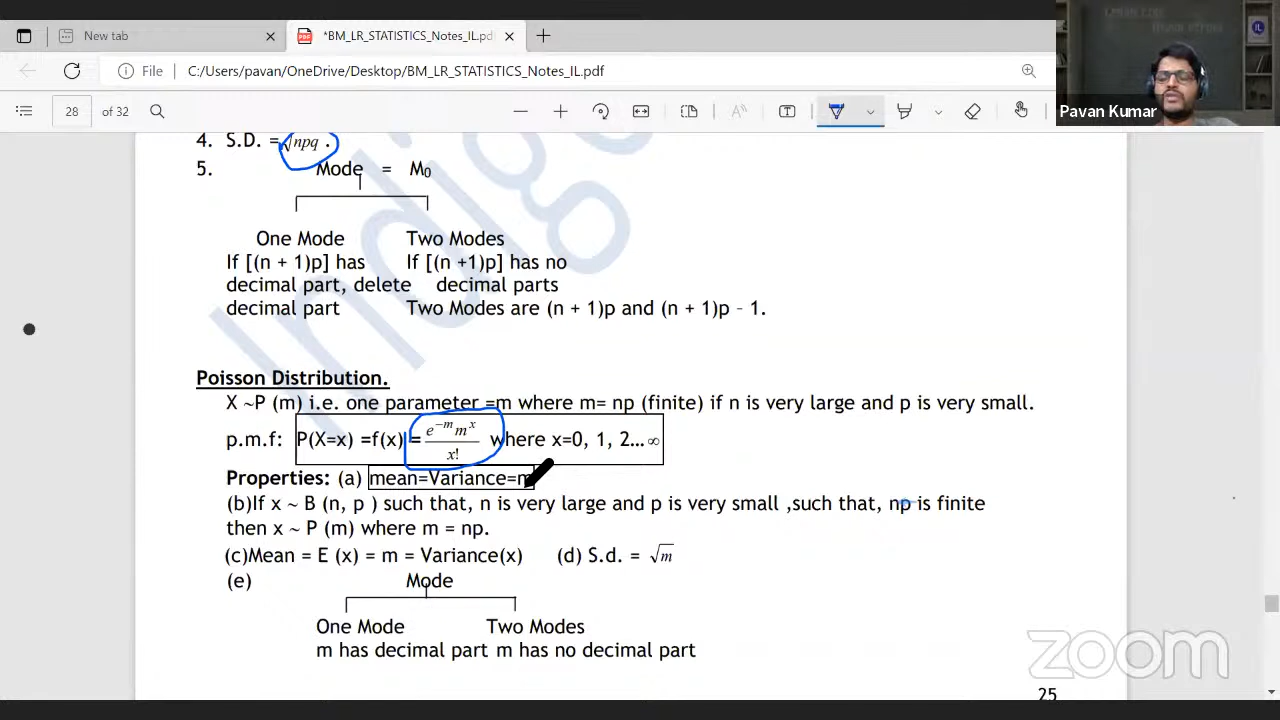 New tab
*BM_LR_STATISTICS_Notes_IL.pdf
File C:/Users/pavan/OneDrive/Desktop/BM_LR_STATISTICS_Notes_IL.pdf
28 of 32
Pavan Kumar
4. S.D. = √npq .
5. Mode = M₀
One Mode Two Modes
If [(n + 1)p] has If [(n +1)p] has no
decimal part, delete decimal parts
decimal part Two Modes are (n + 1)p and (n + 1)p – 1.
Poisson Distribution.
X ~P (m) i.e. one parameter =m where m= np (finite) if n is very large and p is very small.
p.m.f: P(X=x) =f(x) = e^{-m} m^x / x! where x=0, 1, 2... ∞
Properties: (a) mean=Variance=m
(b)If x ~ B (n, p ) such that, n is very large and p is very small ,such that, np is finite
then x ~ P (m) where m = np.
(c)Mean = E (x) = m = Variance(x) (d) S.d. = √m
(e) Mode
One Mode Two Modes
m has decimal part m has no decimal part
25
Indig
zoom